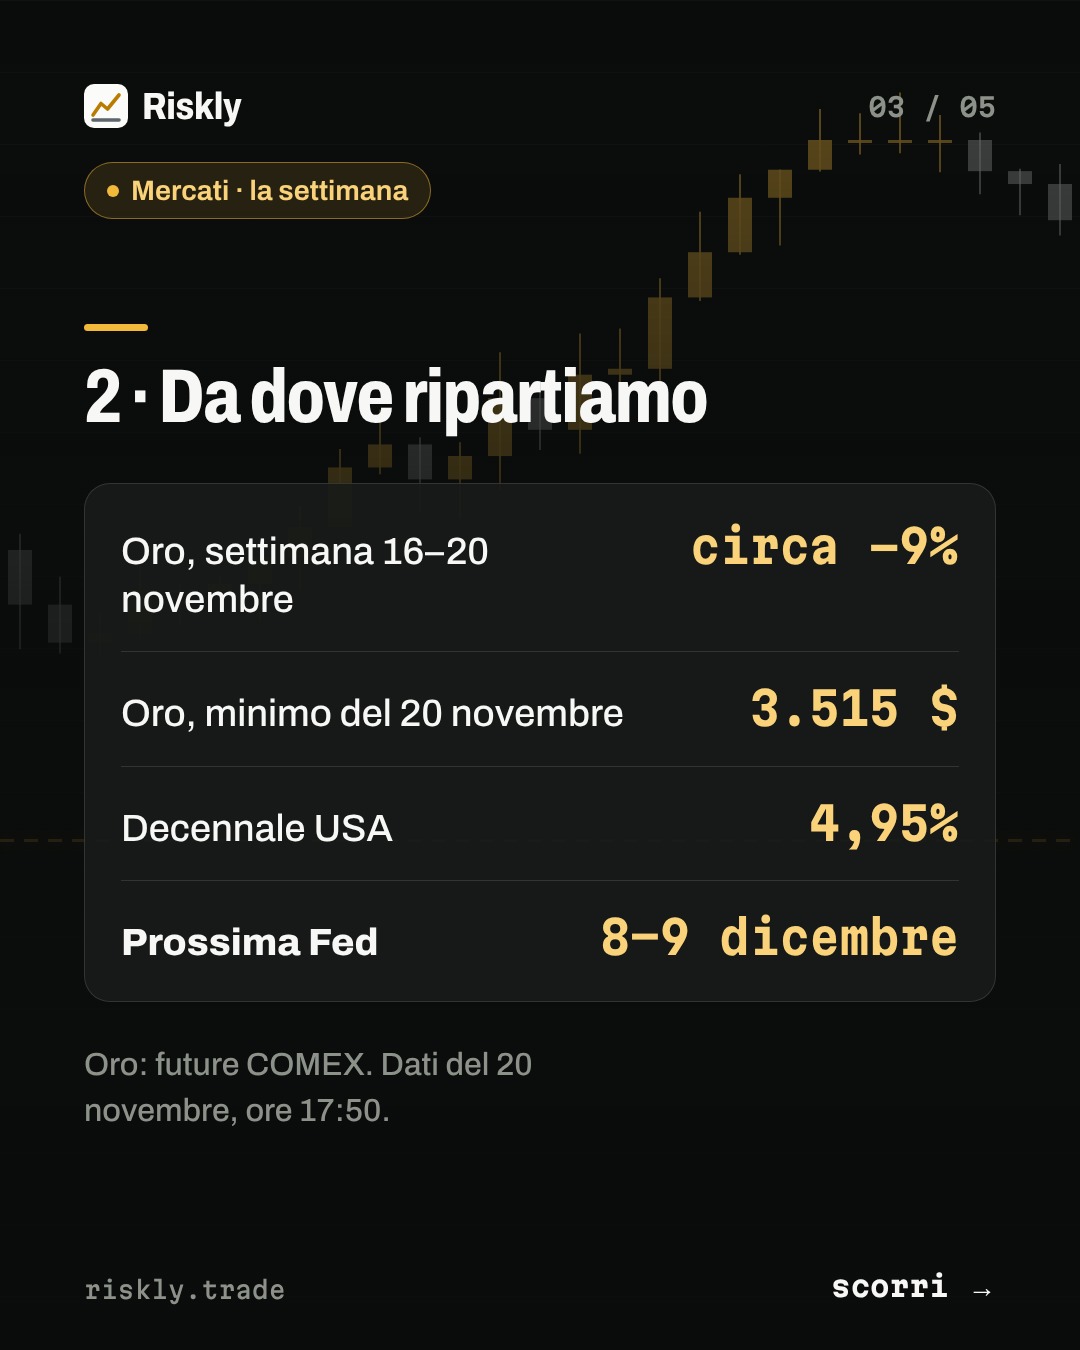 Riskly
03 / 05
Mercati · la settimana
2 · Da dove ripartiamo
Oro, settimana 16–20
novembre
circa −9%
Oro, minimo del 20 novembre
3.515 $
Decennale USA
4,95%
Prossima Fed
8–9 dicembre
Oro: future COMEX. Dati del 20
novembre, ore 17:50.
riskly.trade
scorri →